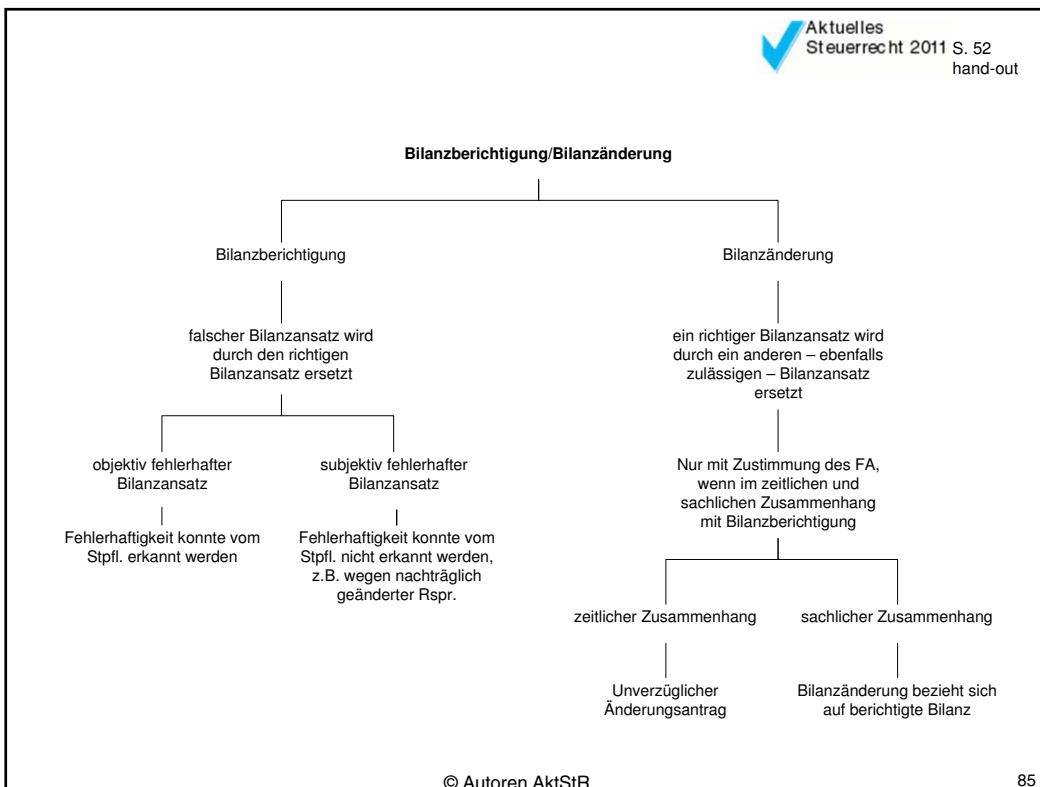 Aktuelles
Steuerrecht 2011 S. 52
hand-out
Bilanzberichtigung/Bilanzänderung
Bilanzberichtigung
falscher Bilanzansatz wird
durch den richtigen
Bilanzansatz ersetzt
objektiv fehlerhafter
Bilanzansatz
Fehlerhaftigkeit konnte vom
Stpfl. erkannt werden
subjektiv fehlerhafter
Bilanzansatz
Fehlerhaftigkeit konnte vom
Stpfl. nicht erkannt werden,
z.B. wegen nachträglich
geänderter Rspr.
Bilanzänderung
ein richtiger Bilanzansatz wird
durch ein anderen – ebenfalls
zulässigen – Bilanzansatz
ersetzt
Nur mit Zustimmung des FA,
wenn im zeitlichen und
sachlichen Zusammenhang
mit Bilanzberichtigung
zeitlicher Zusammenhang
Unverzüglicher
Änderungsantrag
sachlicher Zusammenhang
Bilanzänderung bezieht sich
auf berichtigte Bilanz
© Autoren AktStR
85